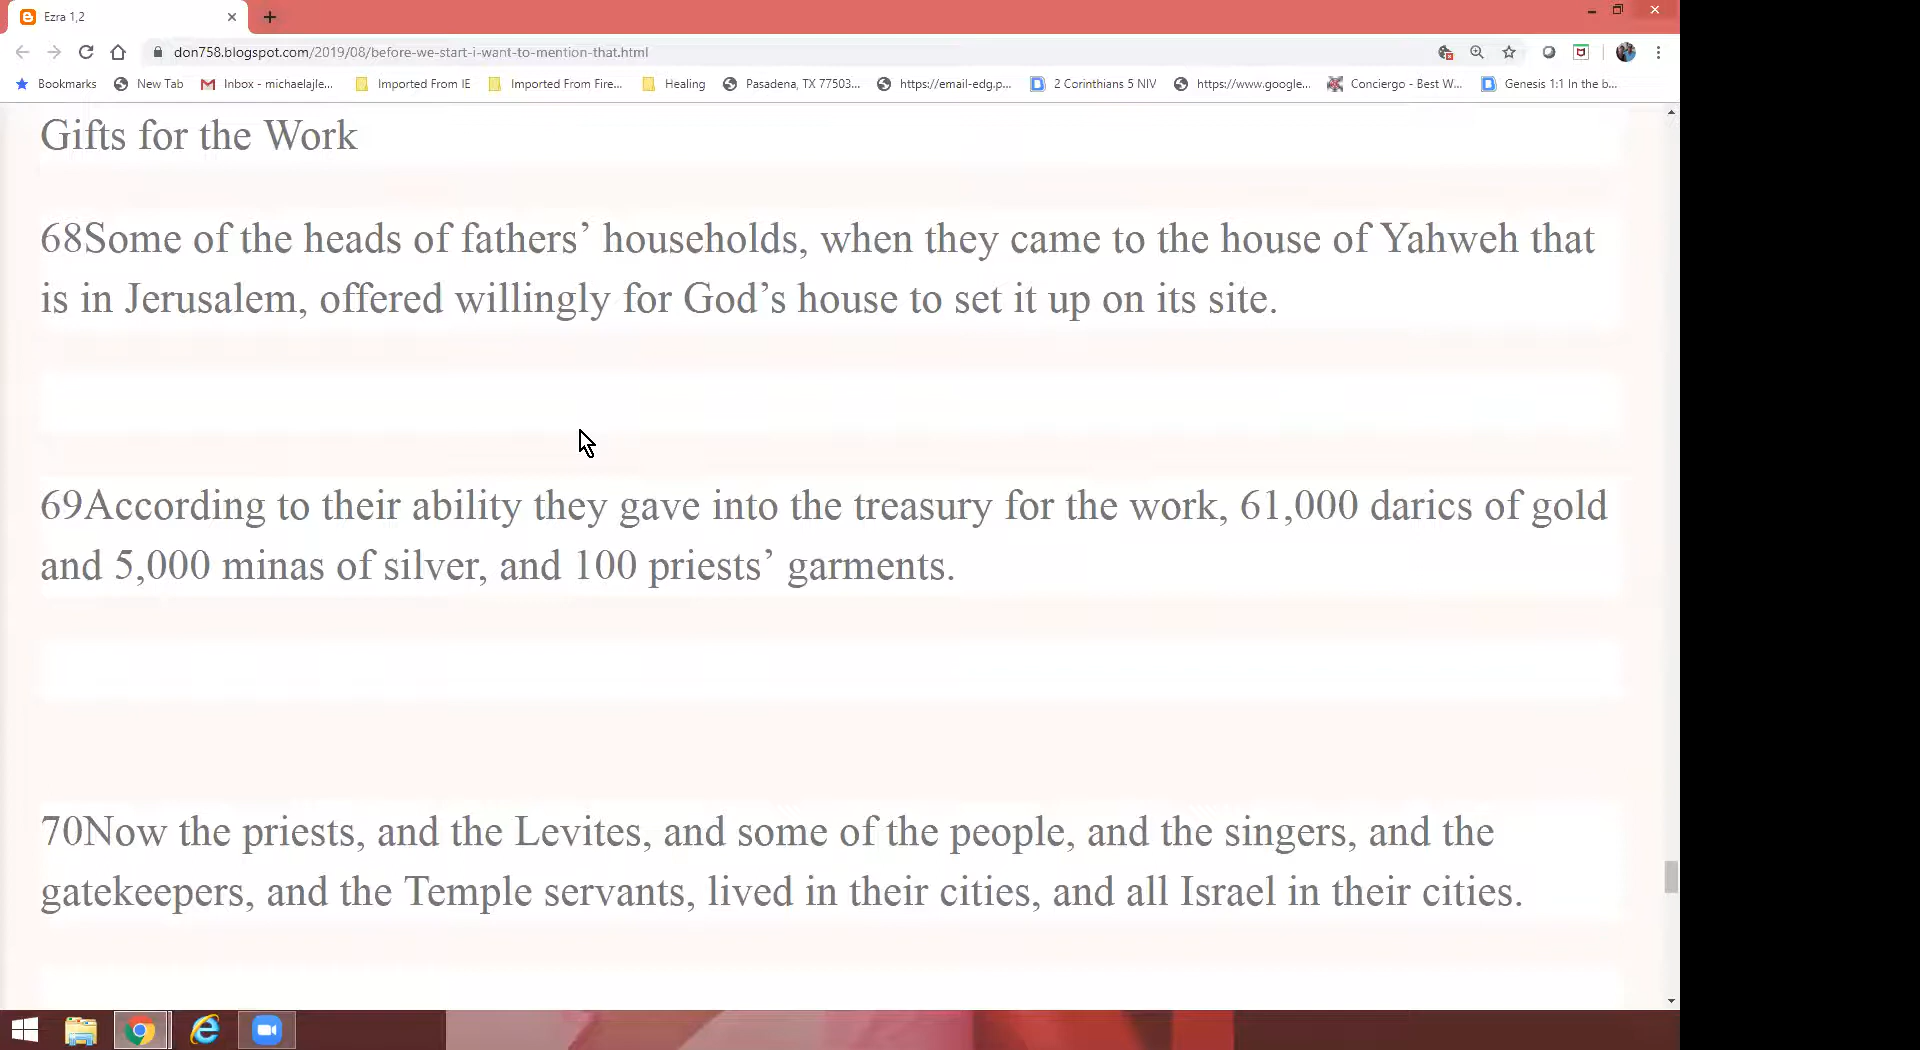 Ezra 1,2
don758.blogspot.com/2019/08/before-we-start-i-want-to-mention-that.html
Bookmarks New Tab Inbox - michaelajle... Imported From IE Imported From Fire... Healing Pasadena, TX 77503... https://email-edg.p... 2 Corinthians 5 NIV https://www.google... Conciergo - Best W... Genesis 1:1 In the b...
Gifts for the Work
68Some of the heads of fathers’ households, when they came to the house of Yahweh that
is in Jerusalem, offered willingly for God’s house to set it up on its site.
69According to their ability they gave into the treasury for the work, 61,000 darics of gold
and 5,000 minas of silver, and 100 priests’ garments.
70Now the priests, and the Levites, and some of the people, and the singers, and the
gatekeepers, and the Temple servants, lived in their cities, and all Israel in their cities.